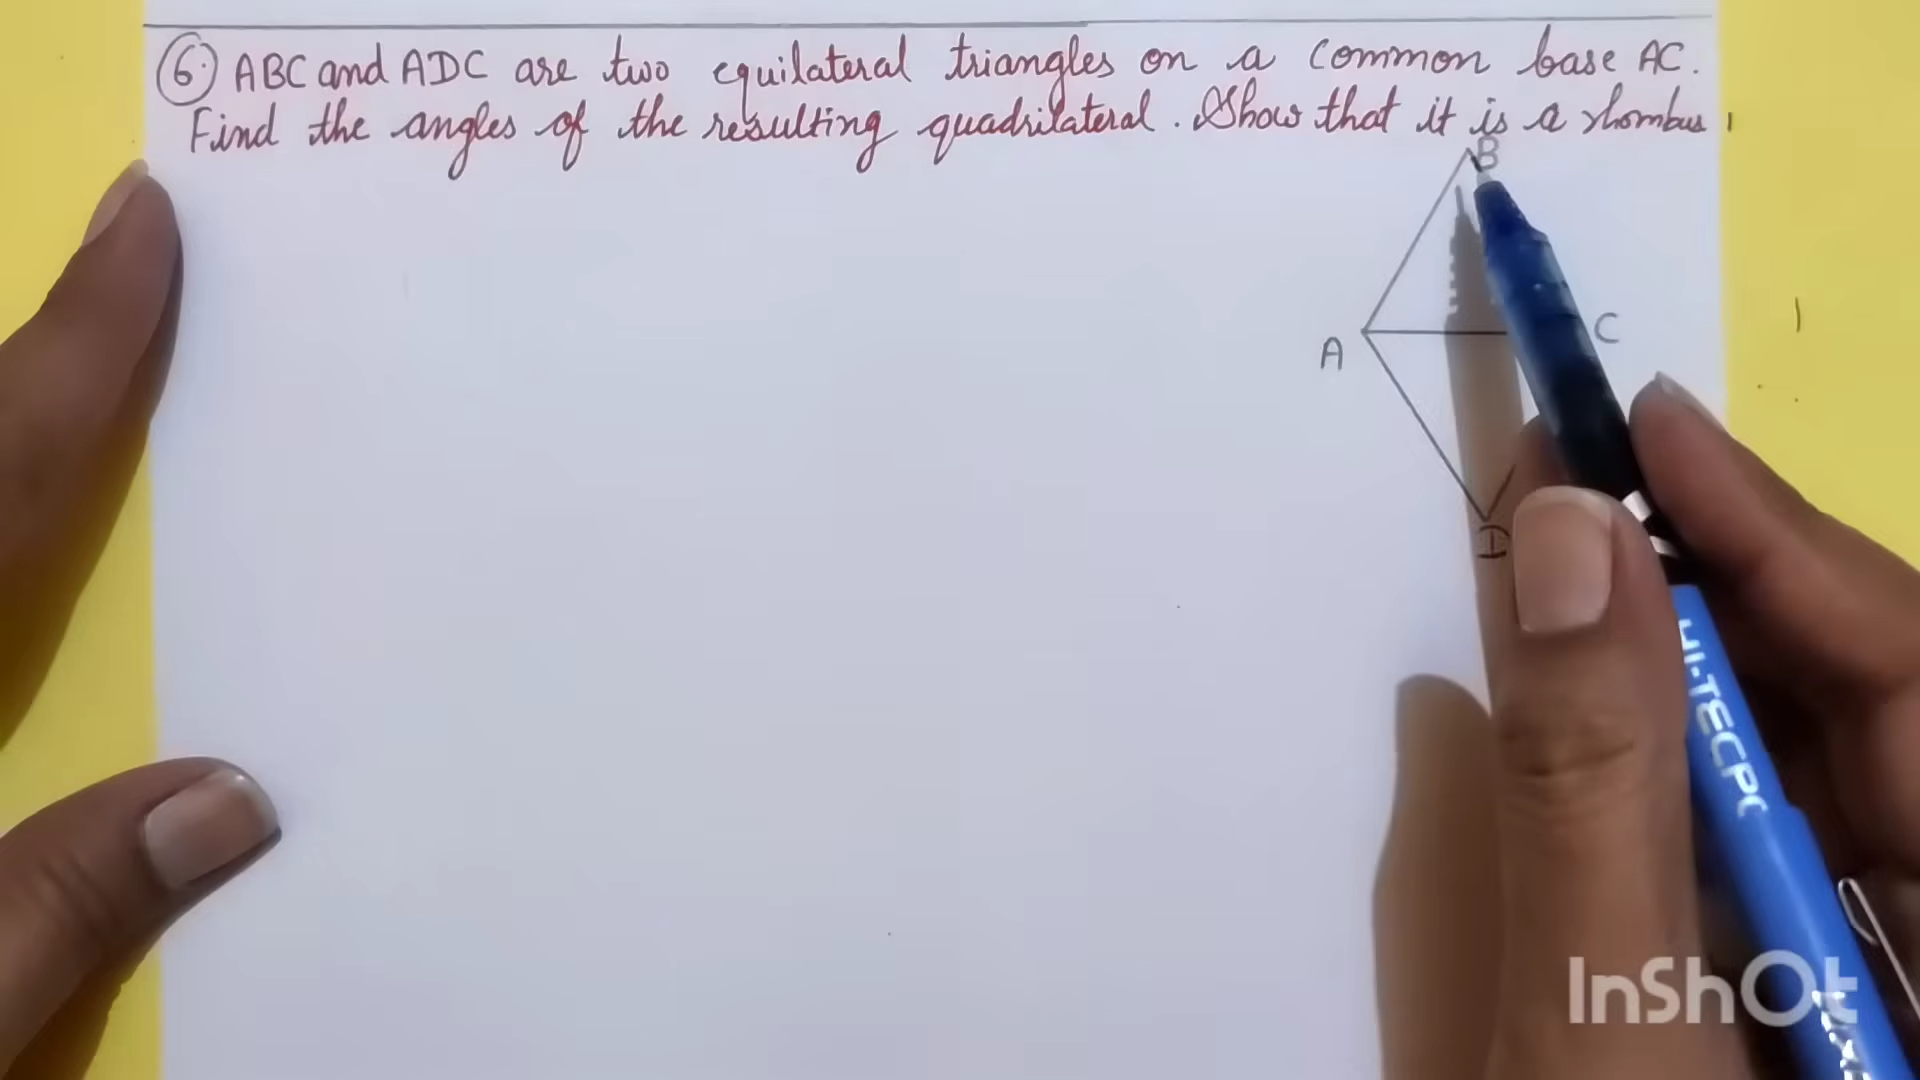 6. ABC and ADC are two equilateral triangles on a common base AC.
Find the angles of the resulting quadrilateral. Show that it is a rhombus
B
A
C
D
HI-TECPO
InShOt